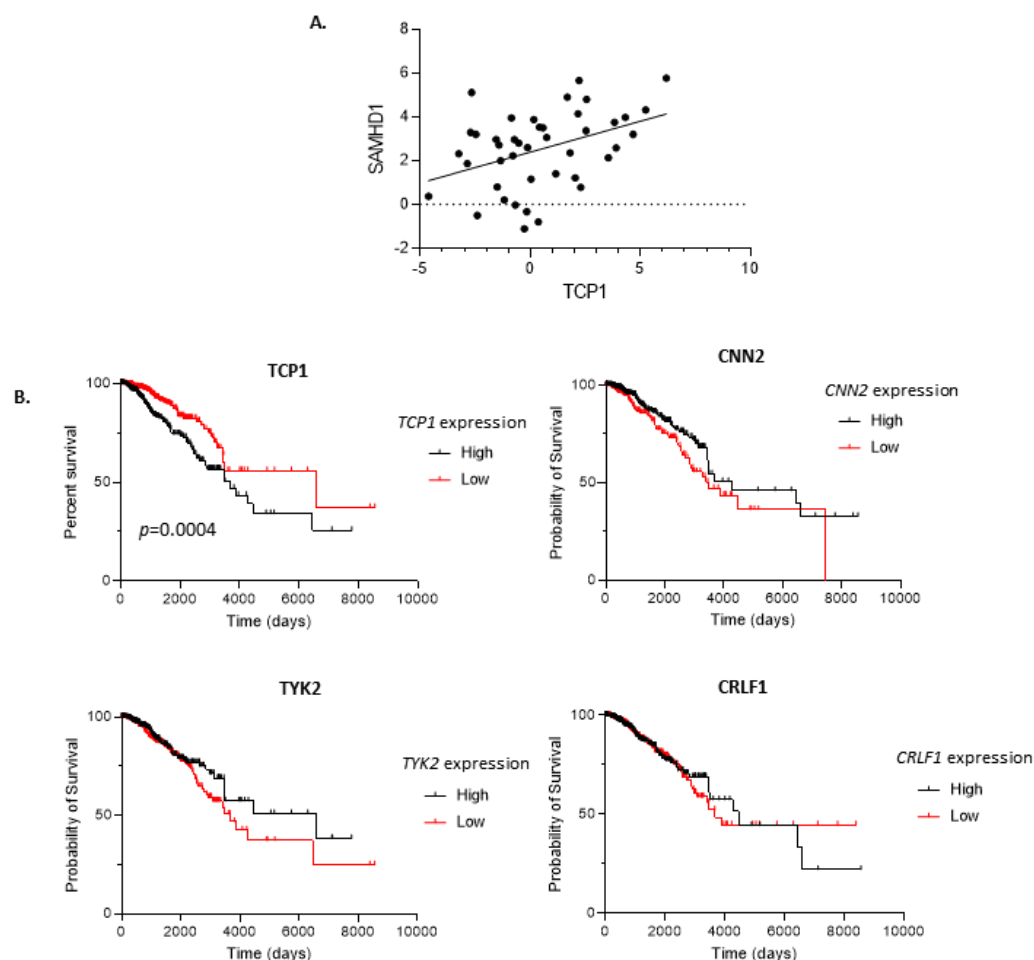 A.
8
6
4
2
0
-2
SAMHD1
-5
0
5
10
TCP1
B.
TCP1
100
50
0
Percent survival
p=0.0004
0
2000
4000
6000
8000
10000
Time (days)
TCP1 expression
High
Low
CNN2
100
50
0
Probability of Survival
0
2000
4000
6000
8000
10000
Time (days)
CNN2 expression
High
Low
TYK2
100
50
0
Probability of Survival
0
2000
4000
6000
8000
10000
Time (days)
TYK2 expression
High
Low
CRLF1
100
50
0
Probability of Survival
0
2000
4000
6000
8000
10000
Time (days)
CRLF1 expression
High
Low